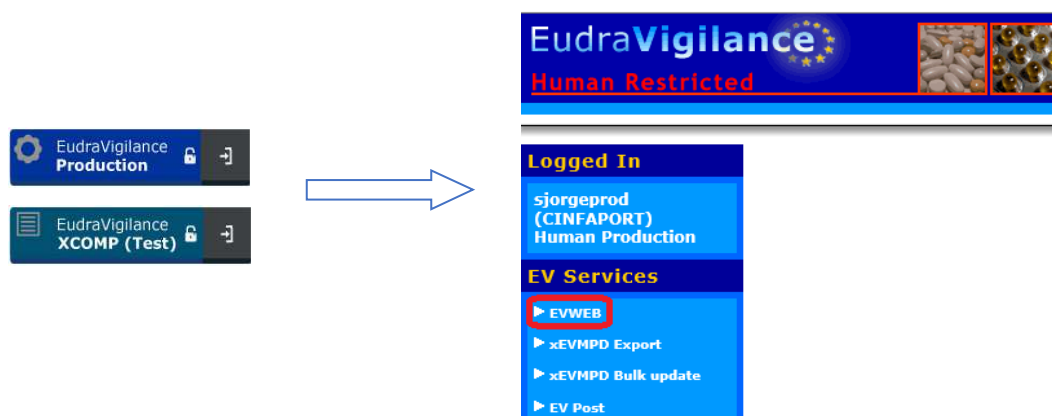 EudraVigilance
Production
EudraVigilance
XCOMP (Test)
EudraVigilance
Human Restricted
Logged In
sjorgeprod
(CINFAPORT)
Human Production
EV Services
EVWEB
xEVMPD Export
xEVMPD Bulk update
EV Post